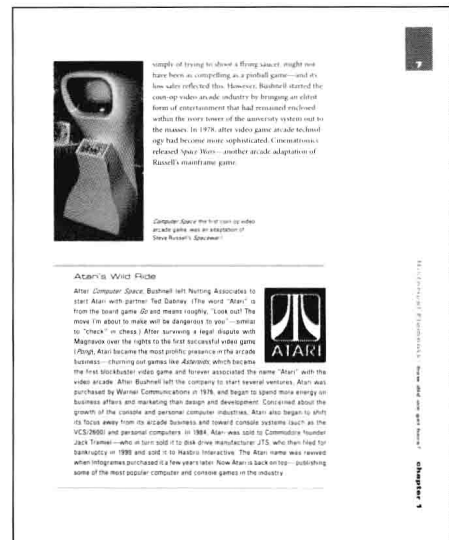 simple of trying to shoot a flying saucer, might not
have been as compelling as a pinball game—and its
low sales reflected this. However, Bushnell started the
coin-op video arcade industry by bringing an elitist
form of entertainment that had remained enclosed
within the ivory tower of the university system out to
the masses. In 1978, after video game arcade technol
ogy had become more sophisticated, Cinematronics
released Space Wars—another arcade adaptation of
Russell's mainframe game.
7
Computer Space the first coin op video
arcade game was an adaptation of
Steve Russell's Spacewar!
Atari's Wild Ride
After Computer Space, Bushnell left Nutting Associates to
start Atari with partner Ted Dabney. (The word "Atari" is
from the board game Go and means roughly, "Look out! The
move I'm about to make will be dangerous to you"—similar
to "check" in chess.) After surviving a legal dispute with
Magnavox over the rights to the first successful video game
(Pong), Atari became the most prolific presence in the arcade
business—churning out games like Asteroids, which became
the first blockbuster video game and forever associated the name "Atari" with the
video arcade. After Bushnell left the company to start several ventures, Atari was
purchased by Warner Communications in 1976, and began to spend more energy on
business affairs and marketing than design and development. Concerned about the
growth of the console and personal computer industries, Atari also began to shift
its focus away from its arcade business and toward console systems (such as the
VCS/2600) and personal computers. In 1984, Atari was sold to Commodore founder
Jack Tramiel—who in turn sold it to disk drive manufacturer JTS, who then filed for
bankruptcy in 1999 and sold it to Hasbro Interactive. The Atari name was revived
when Infogrames purchased it a few years later. Now Atari is back on top—publishing
some of the most popular computer and console games in the industry.
ATARI
Historical Elements: how did we get here? chapter 1